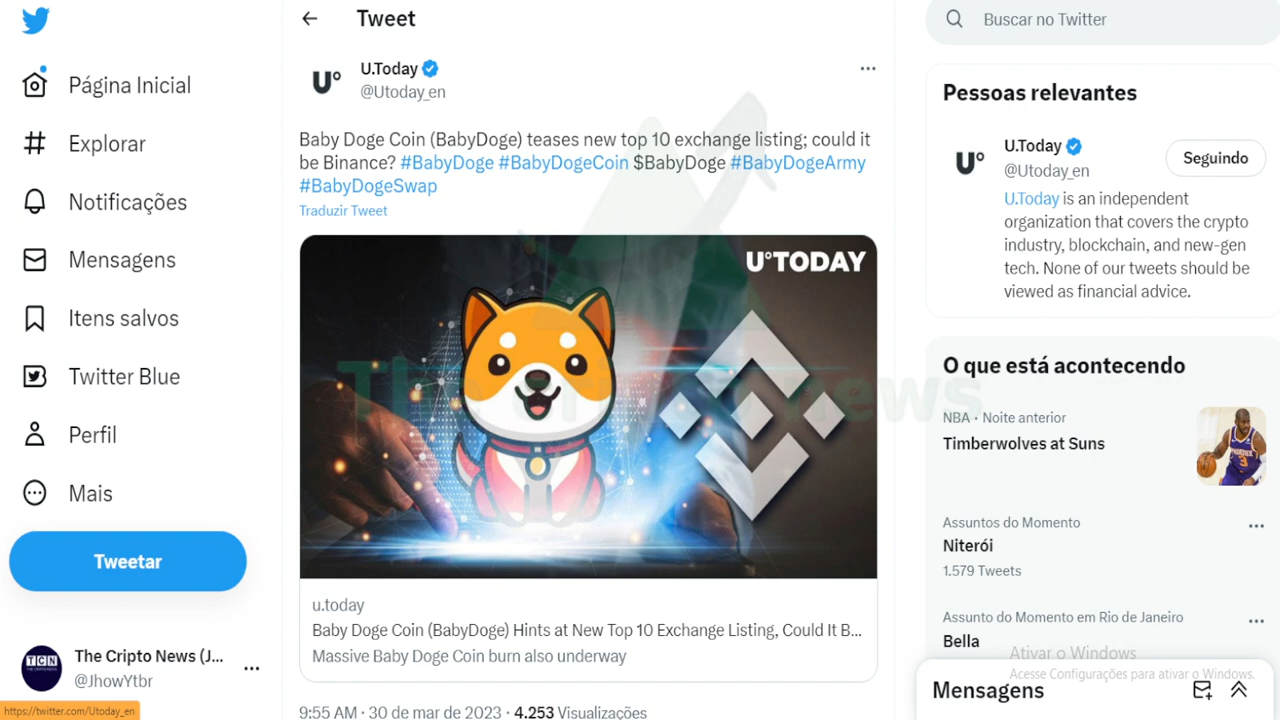 Página Inicial
Explorar
Notificações
Mensagens
Itens salvos
Twitter Blue
Perfil
Mais
Tweetar
TCN
The Cripto News (J...
@JhowYtbr
https://twitter.com/Utoday_en
Tweet
U.Today
@Utoday_en
Baby Doge Coin (BabyDoge) teases new top 10 exchange listing; could it
be Binance? #BabyDoge #BabyDogeCoin $BabyDoge #BabyDogeArmy
#BabyDogeSwap
Traduzir Tweet
U°TODAY
The Cripto news
u.today
Baby Doge Coin (BabyDoge) Hints at New Top 10 Exchange Listing, Could It B...
Massive Baby Doge Coin burn also underway
9:55 AM · 30 de mar de 2023 · 4.253 Visualizações
Buscar no Twitter
Pessoas relevantes
U.Today
@Utoday_en
Seguindo
U.Today is an independent
organization that covers the crypto
industry, blockchain, and new-gen
tech. None of our tweets should be
viewed as financial advice.
O que está acontecendo
NBA · Noite anterior
Timberwolves at Suns
Assuntos do Momento
Niterói
1.579 Tweets
Assunto do Momento em Rio de Janeiro
Bella
Ativar o Windows
Acesse Configurações para ativar o Windows.
Mensagens